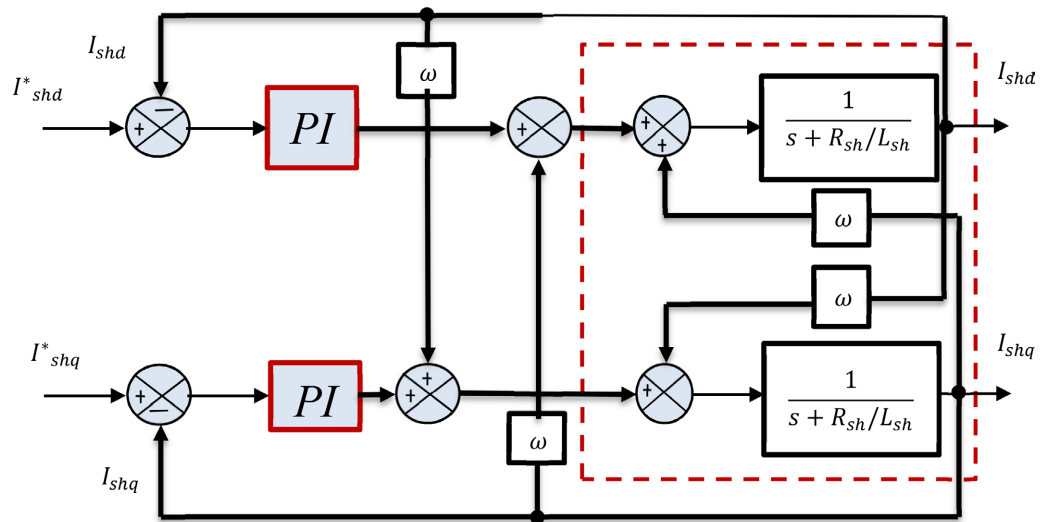 I_shd
I*_shd
−
+
PI
ω
+
+
1
s + R_sh/L_sh
I_shd
ω
ω
I*_shq
+
−
PI
+
+
+
1
s + R_sh/L_sh
I_shq
ω
I_shq